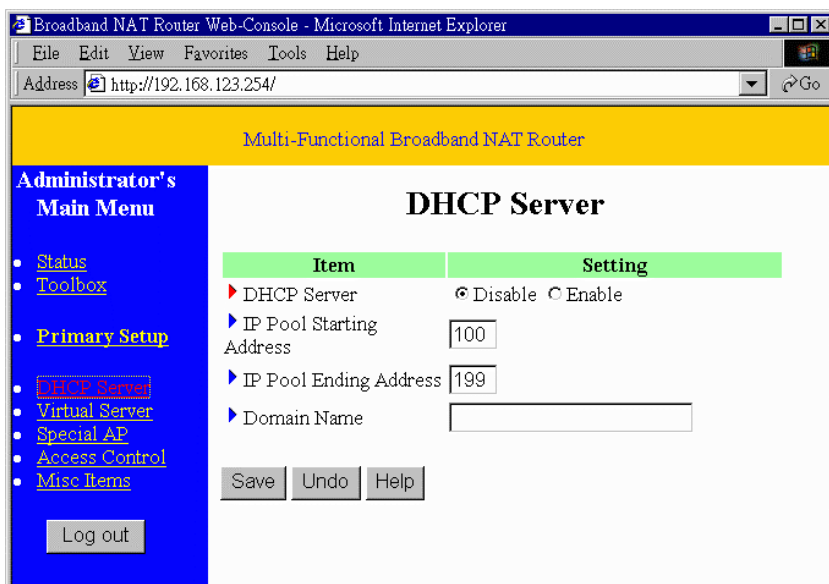 Broadband NAT Router Web-Console - Microsoft Internet Explorer
File Edit View Favorites Tools Help
Address http://192.168.123.254/ Go
Multi-Functional Broadband NAT Router
Administrator's
Main Menu
Status
Toolbox
Primary Setup
DHCP Server
Virtual Server
Special AP
Access Control
Misc Items
Log out
DHCP Server
Item Setting
DHCP Server Disable Enable
IP Pool Starting
Address 100
IP Pool Ending Address 199
Domain Name
Save Undo Help